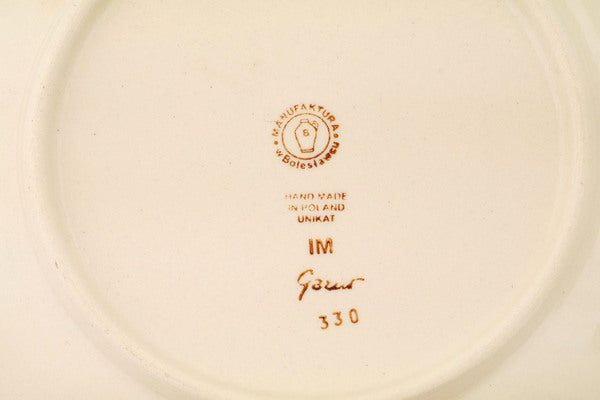 MANUFAKTURA
B
w Bolesławcu
HAND MADE
IN POLAND
UNIKAT
IM
330